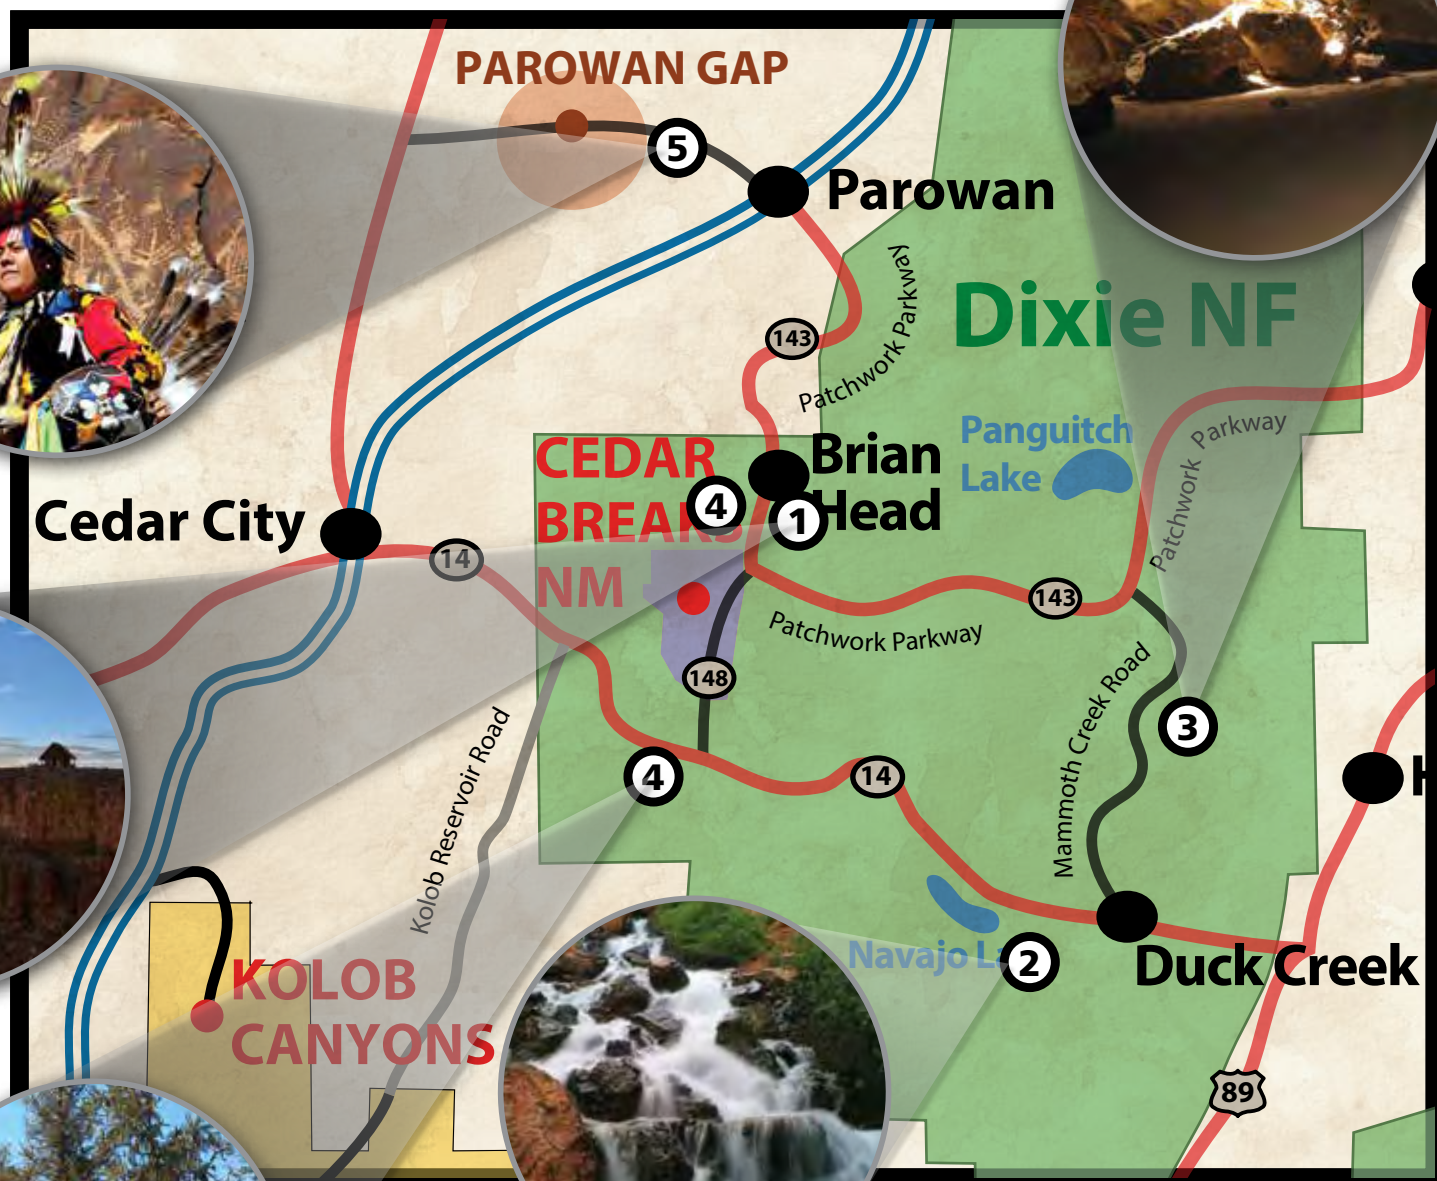 PAROWAN GAP
5
Parowan
Patchwork Parkway
143
Dixie NF
Panguitch
Lake
Patchwork Parkway
CEDAR
BREAKS
NM
Brian
Head
4
1
Cedar City
14
143
Patchwork Parkway
148
Mammoth Creek Road
3
Kolob Reservoir Road
4
14
H
Navajo La
2
Duck Creek
KOLOB
CANYONS
89